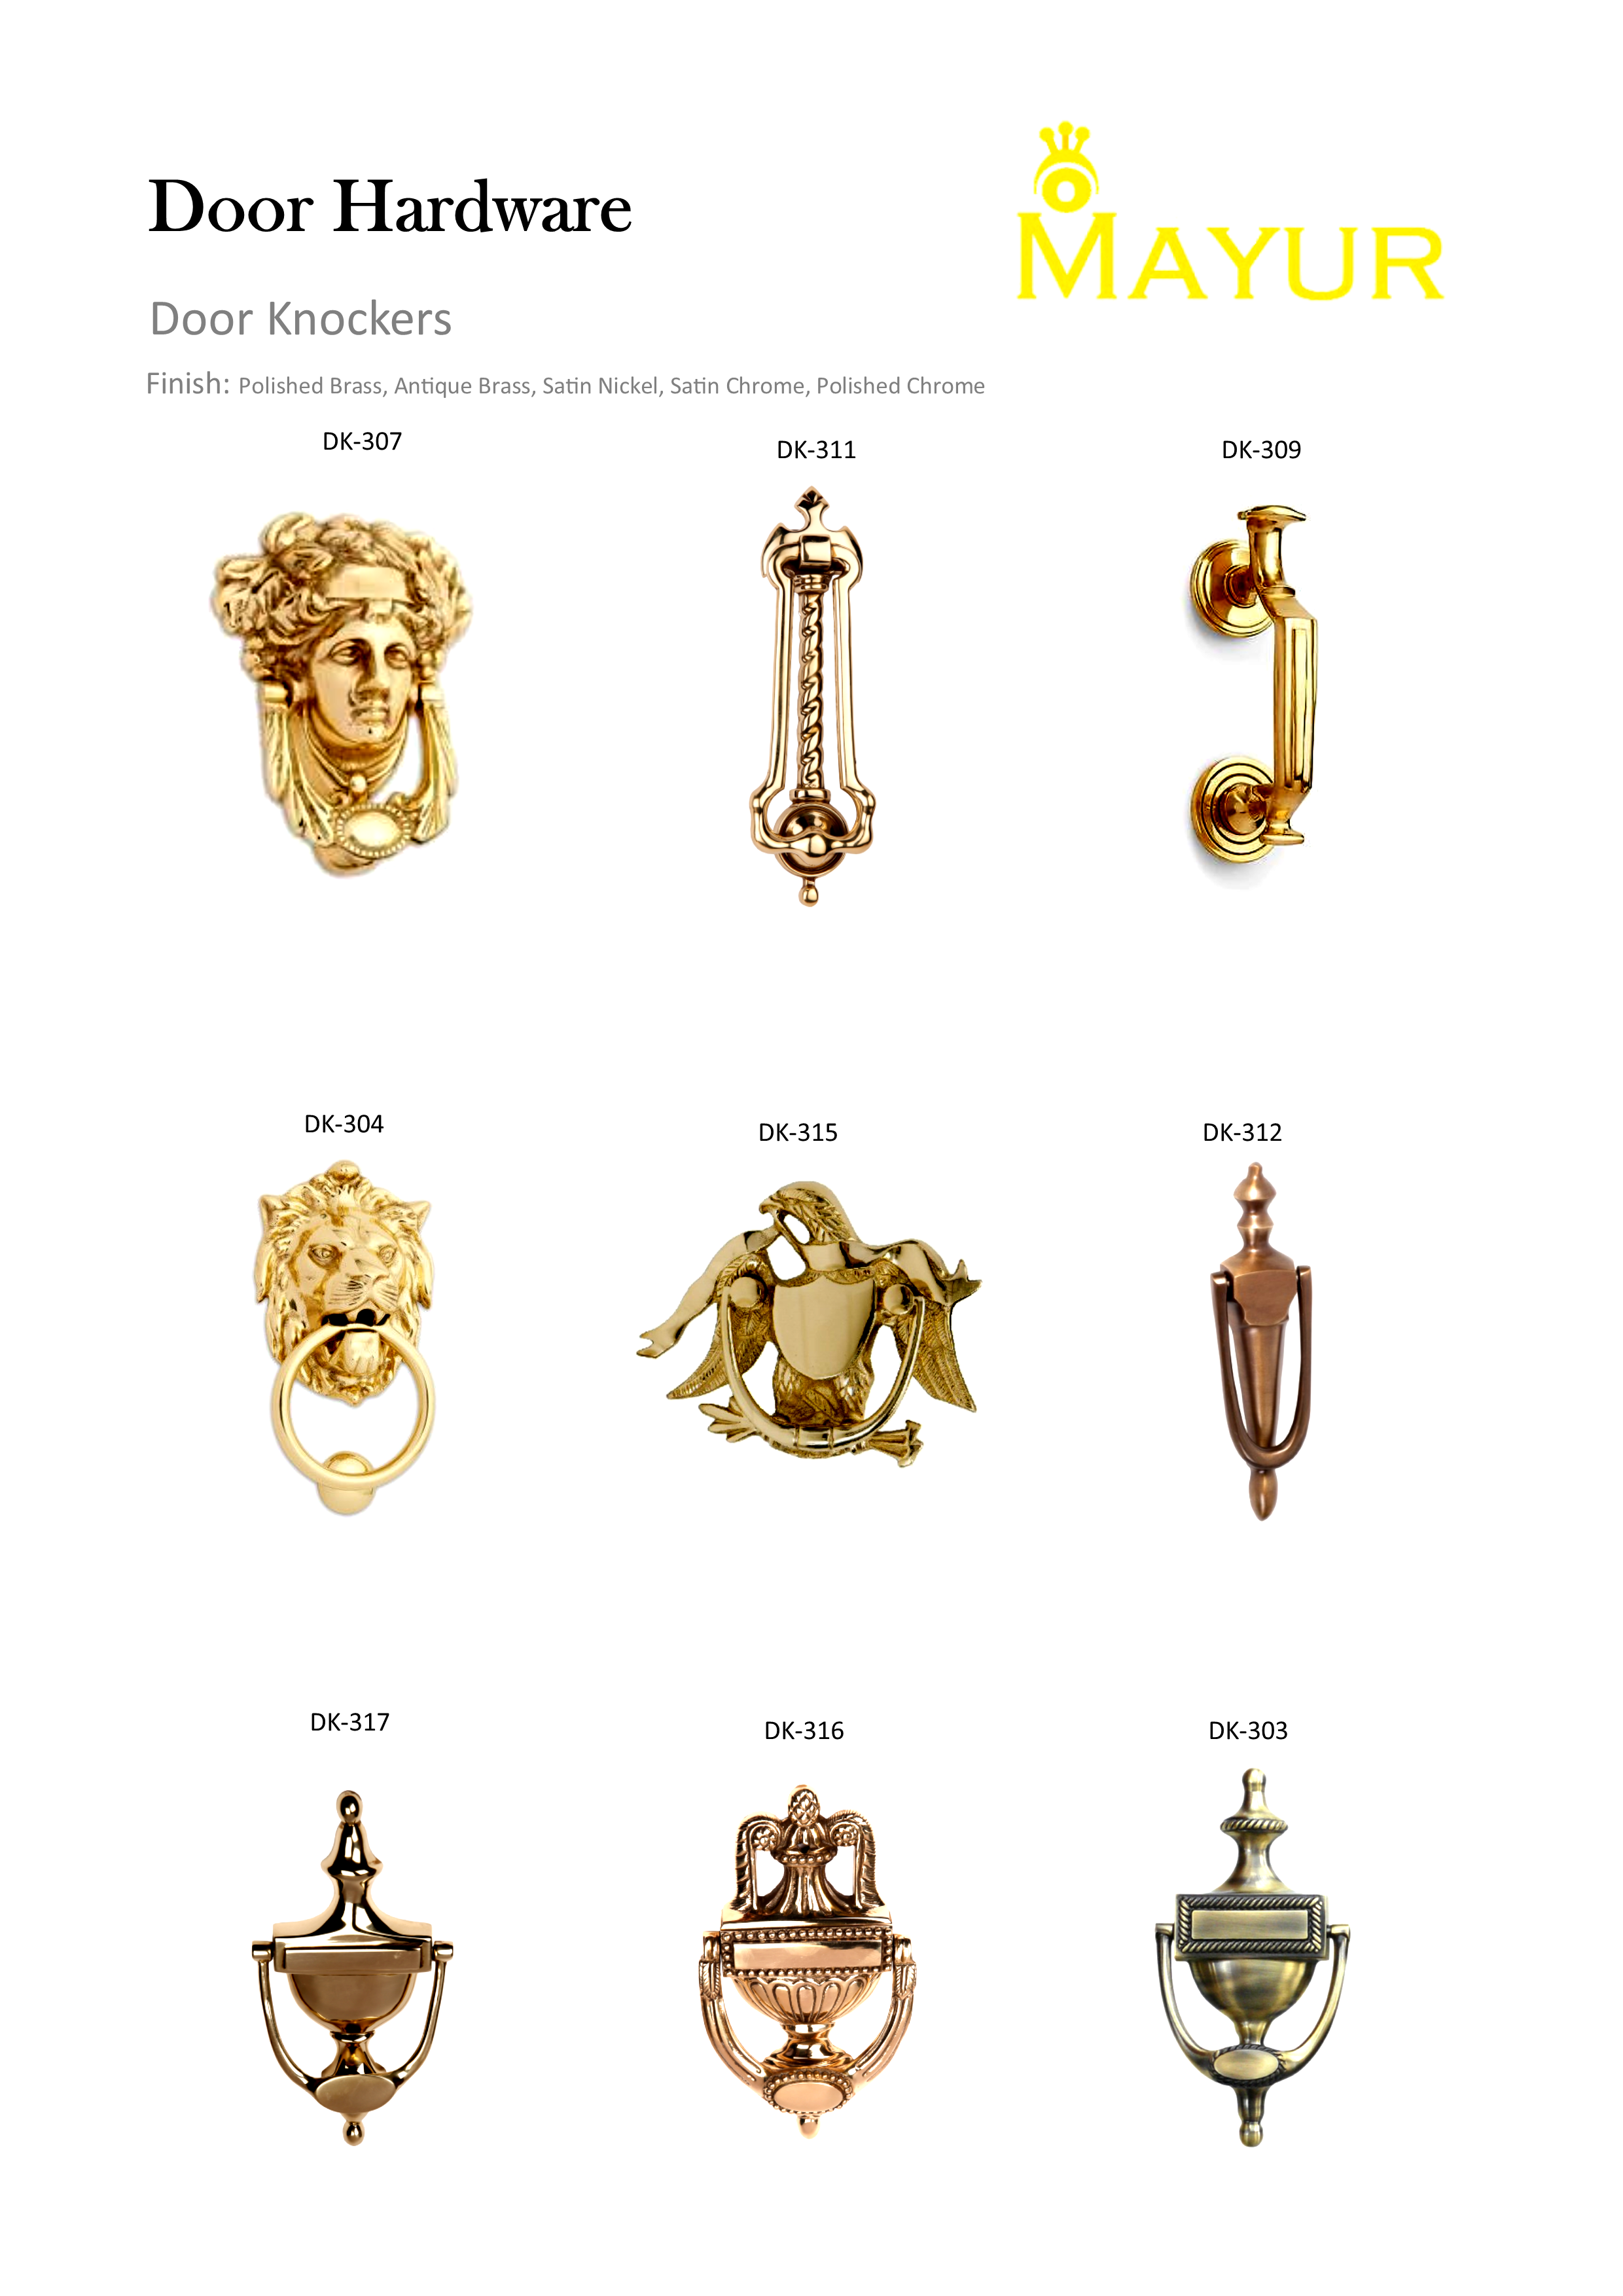 Door Hardware
MAYUR
Door Knockers
Finish: Polished Brass, Antique Brass, Satin Nickel, Satin Chrome, Polished Chrome
DK-307
DK-311
DK-309
DK-304
DK-315
DK-312
DK-317
DK-316
DK-303